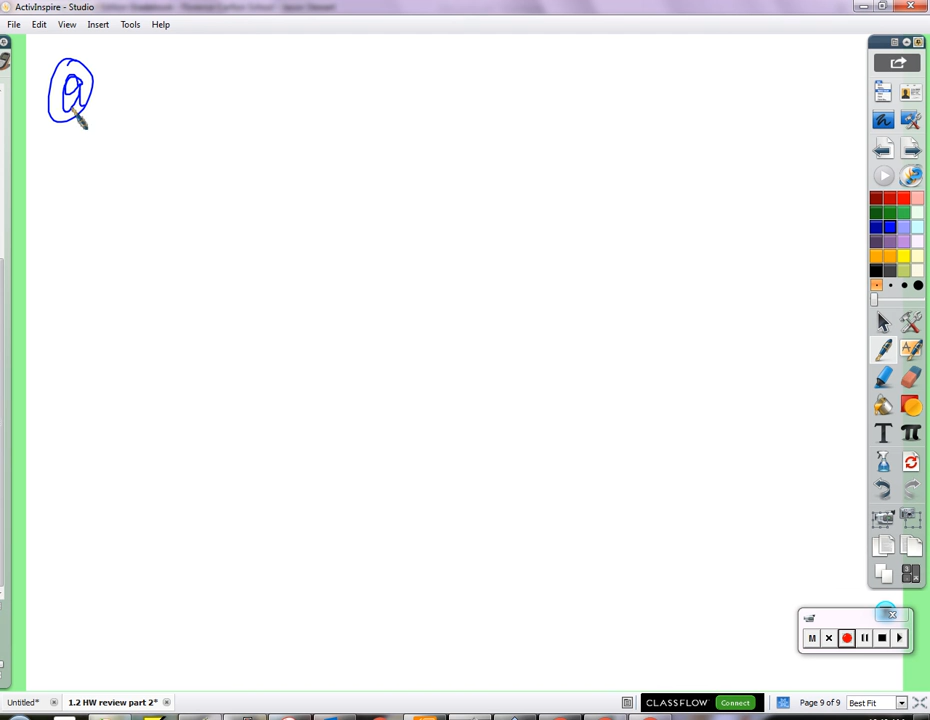 ActivInspire - Studio
File Edit View Insert Tools Help
a
M
Untitled* 1.2 HW review part 2* CLASSFLOW Connect Page 9 of 9 Best Fit